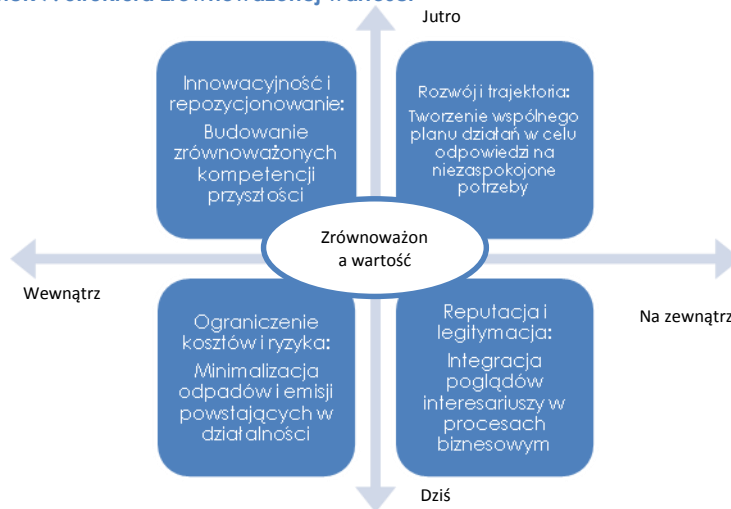 Jutro
Innowacyjność i
repozycjonowanie:
Budowanie
zrównoważonych
kompetencji
przyszłości
Rozwój i trajektoria:
Tworzenie wspólnego
planu działań w celu
odpowiedzi na
niezaspokojone
potrzeby
Zrównoważon
a wartość
Wewnątrz
Na zewnątrz
Ograniczenie
kosztów i ryzyka:
Minimalizacja
odpadów i emisji
powstających w
działalności
Reputacja i
legitymacja:
Integracja
poglądów
interesariuszy w
procesach
biznesowym
Dziś